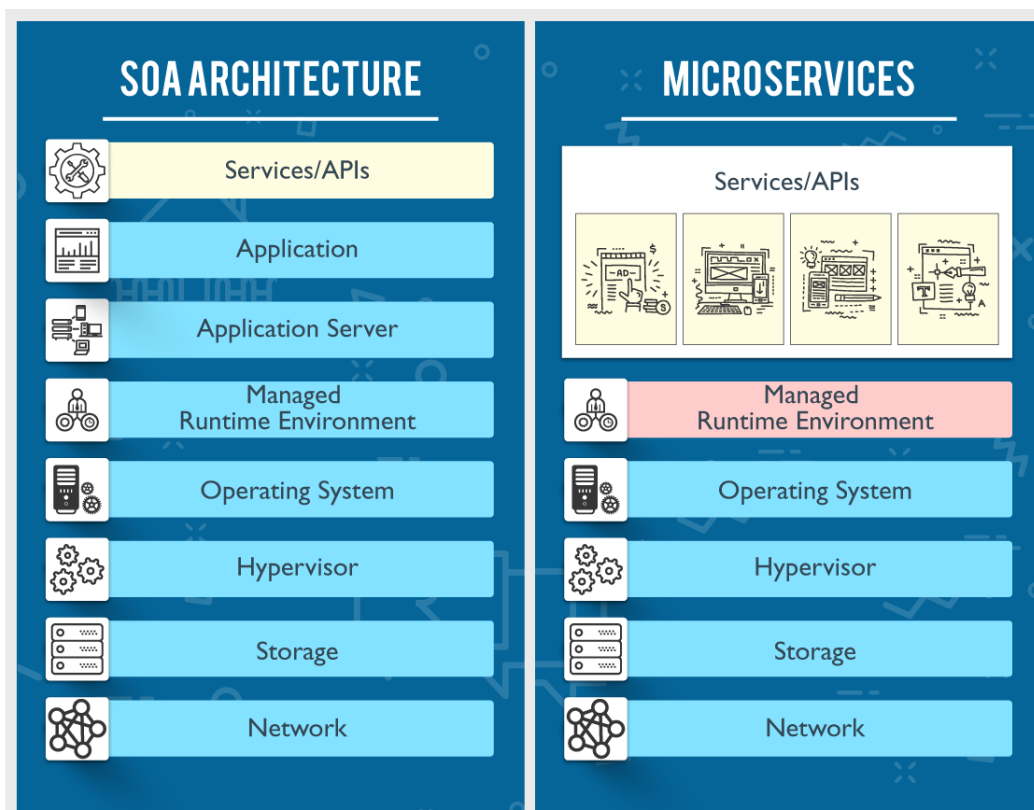 SOA ARCHITECTURE
Services/APIs
Application
Application Server
Managed
Runtime Environment
Operating System
Hypervisor
Storage
Network
MICROSERVICES
Services/APIs
$
AD
$
T
A
Managed
Runtime Environment
Operating System
Hypervisor
Storage
Network